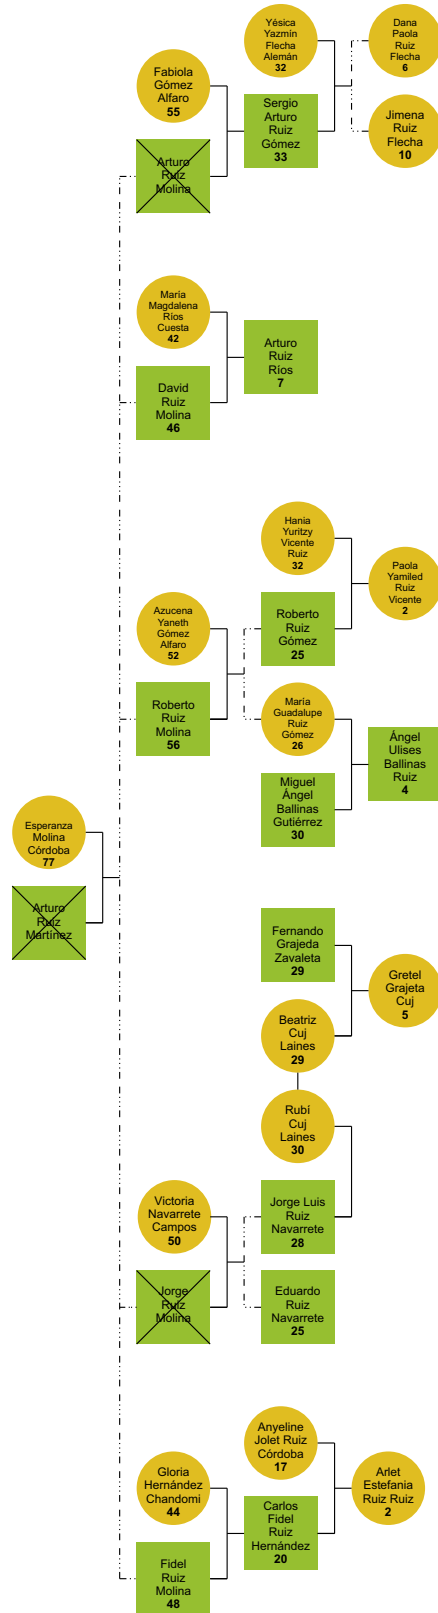 Yésica
Yazmín
Flecha
Alemán
32
Dana
Paola
Ruiz
Flecha
6
Fabiola
Gómez
Alfaro
55
Sergio
Arturo
Ruiz
Gómez
33
Jimena
Ruiz
Flecha
10
Arturo
Ruiz
Molina
María
Magdalena
Ríos
Cuesta
42
Arturo
Ruiz
Ríos
7
David
Ruiz
Molina
46
Hania
Yuritzy
Vicente
Ruiz
32
Paola
Yamiled
Ruiz
Vicente
2
Azucena
Yaneth
Gómez
Alfaro
52
Roberto
Ruiz
Gómez
25
Roberto
Ruiz
Molina
56
María
Guadalupe
Ruiz
Gómez
26
Ángel
Ulises
Ballinas
Ruiz
4
Miguel
Ángel
Ballinas
Gutiérrez
30
Esperanza
Molina
Córdoba
77
Arturo
Ruiz
Martínez
Fernando
Grajeda
Zavaleta
29
Gretel
Grajeta
Cuj
5
Beatriz
Cuj
Laines
29
Rubí
Cuj
Laines
30
Victoria
Navarrete
Campos
50
Jorge Luis
Ruiz
Navarrete
28
Jorge
Ruiz
Molina
Eduardo
Ruiz
Navarrete
25
Anyeline
Jolet Ruiz
Córdoba
17
Gloria
Hernández
Chandomi
44
Arlet
Estefania
Ruiz Ruiz
2
Carlos
Fidel
Ruiz
Hernández
20
Fidel
Ruiz
Molina
48